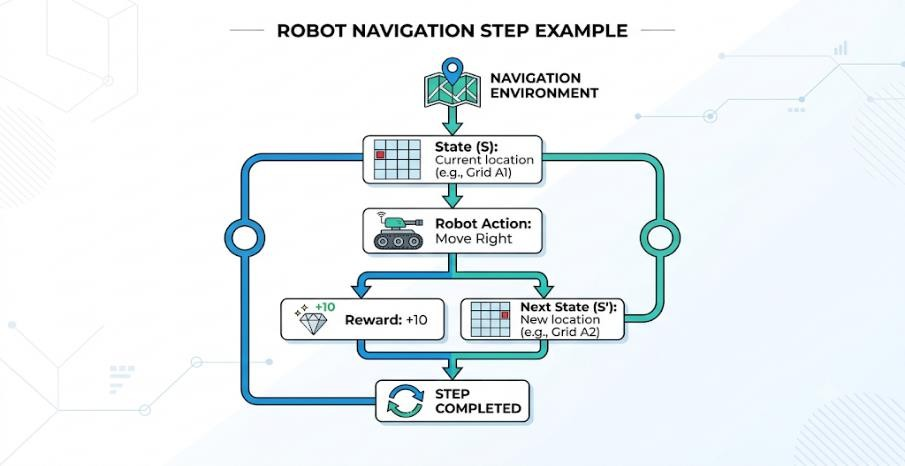 ROBOT NAVIGATION STEP EXAMPLE
NAVIGATION
ENVIRONMENT
State (S):
Current location
(e.g., Grid A1)
Robot Action:
Move Right
+10
Reward: +10
Next State (S'):
New location
(e.g., Grid A2)
STEP
COMPLETED